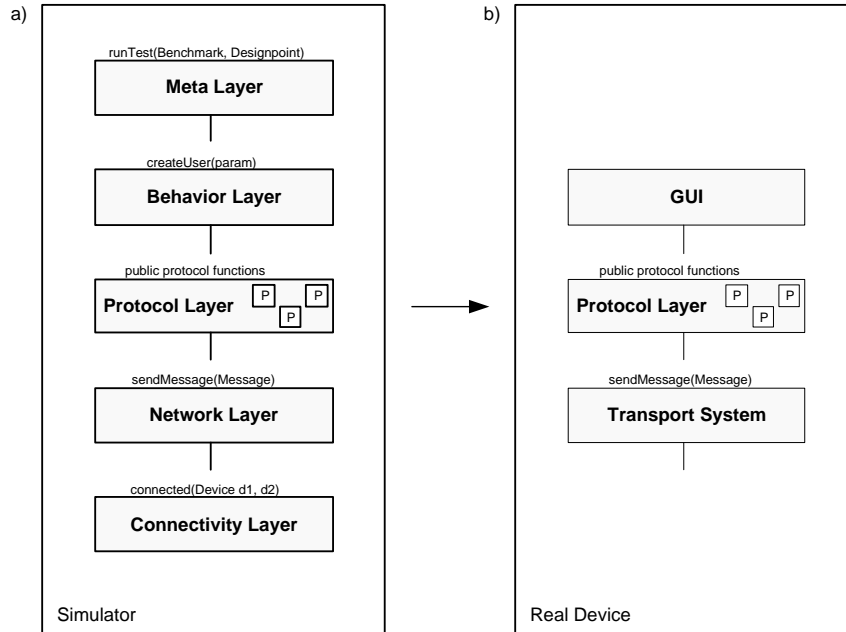 a)
runTest(Benchmark, Designpoint)
Meta Layer
createUser(param)
Behavior Layer
public protocol functions
Protocol Layer
P
P
P
sendMessage(Message)
Network Layer
connected(Device d1, d2)
Connectivity Layer
Simulator
b)
GUI
public protocol functions
Protocol Layer
P
P
P
sendMessage(Message)
Transport System
Real Device